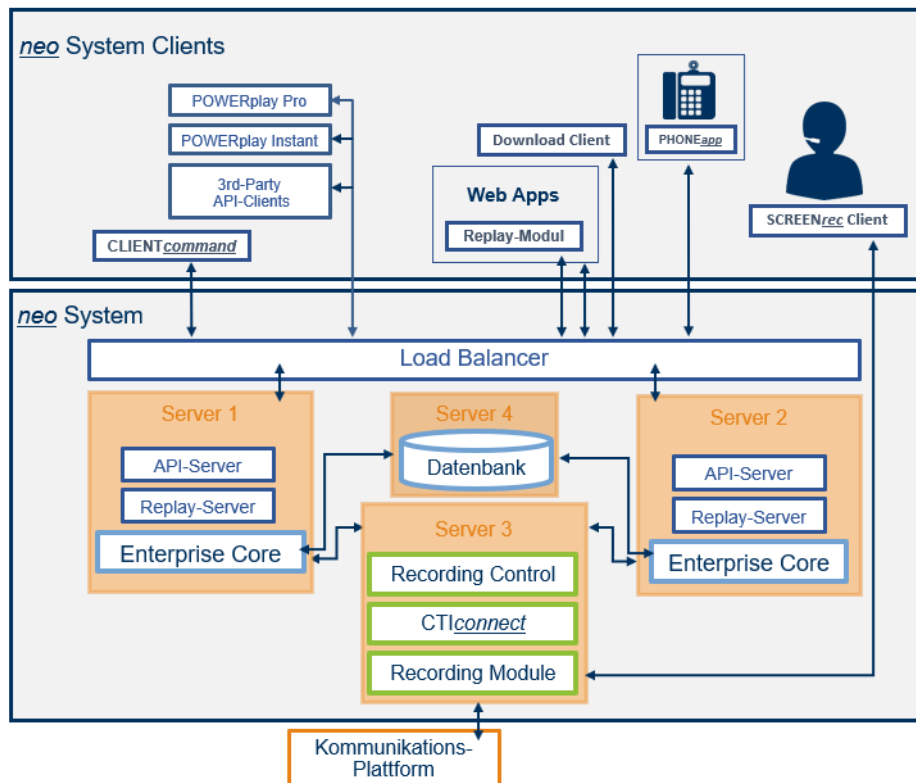 neo System Clients
POWERplay Pro
POWERplay Instant
3rd-Party
API-Clients
CLIENTcommand
Download Client
Web Apps
Replay-Modul
PHONEapp
SCREENrec Client
neo System
Load Balancer
Server 1
API-Server
Replay-Server
Enterprise Core
Server 4
Datenbank
Server 3
Recording Control
CTIconnect
Recording Module
Server 2
API-Server
Replay-Server
Enterprise Core
Kommunikations-
Plattform